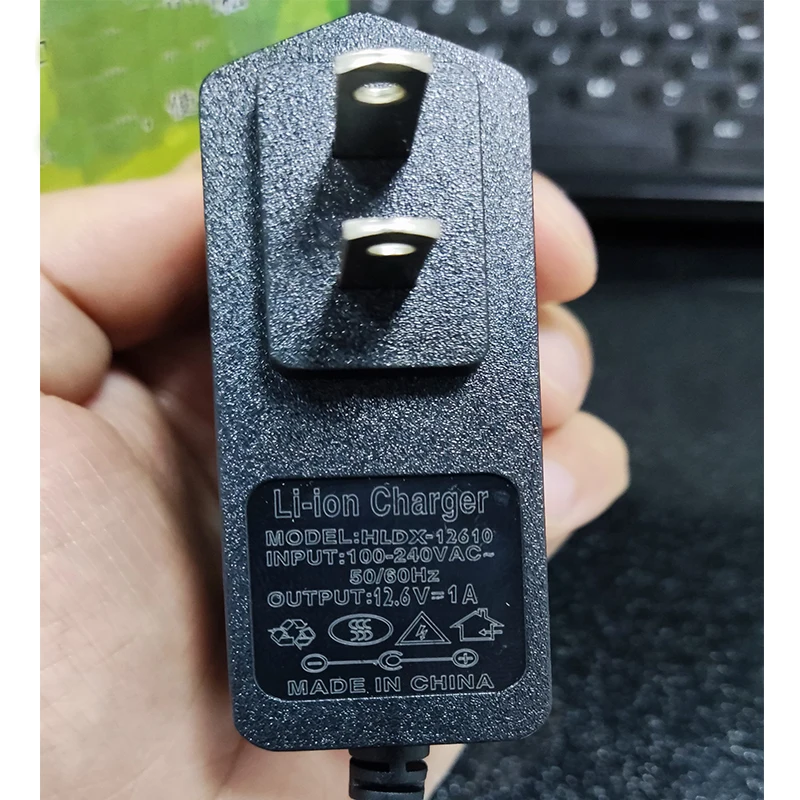 Li-ion Charger
MODEL:HLDX-12610
INPUT:100-240VAC~
50/60Hz
OUTPUT:12.6V=1A
MADE IN CHINA